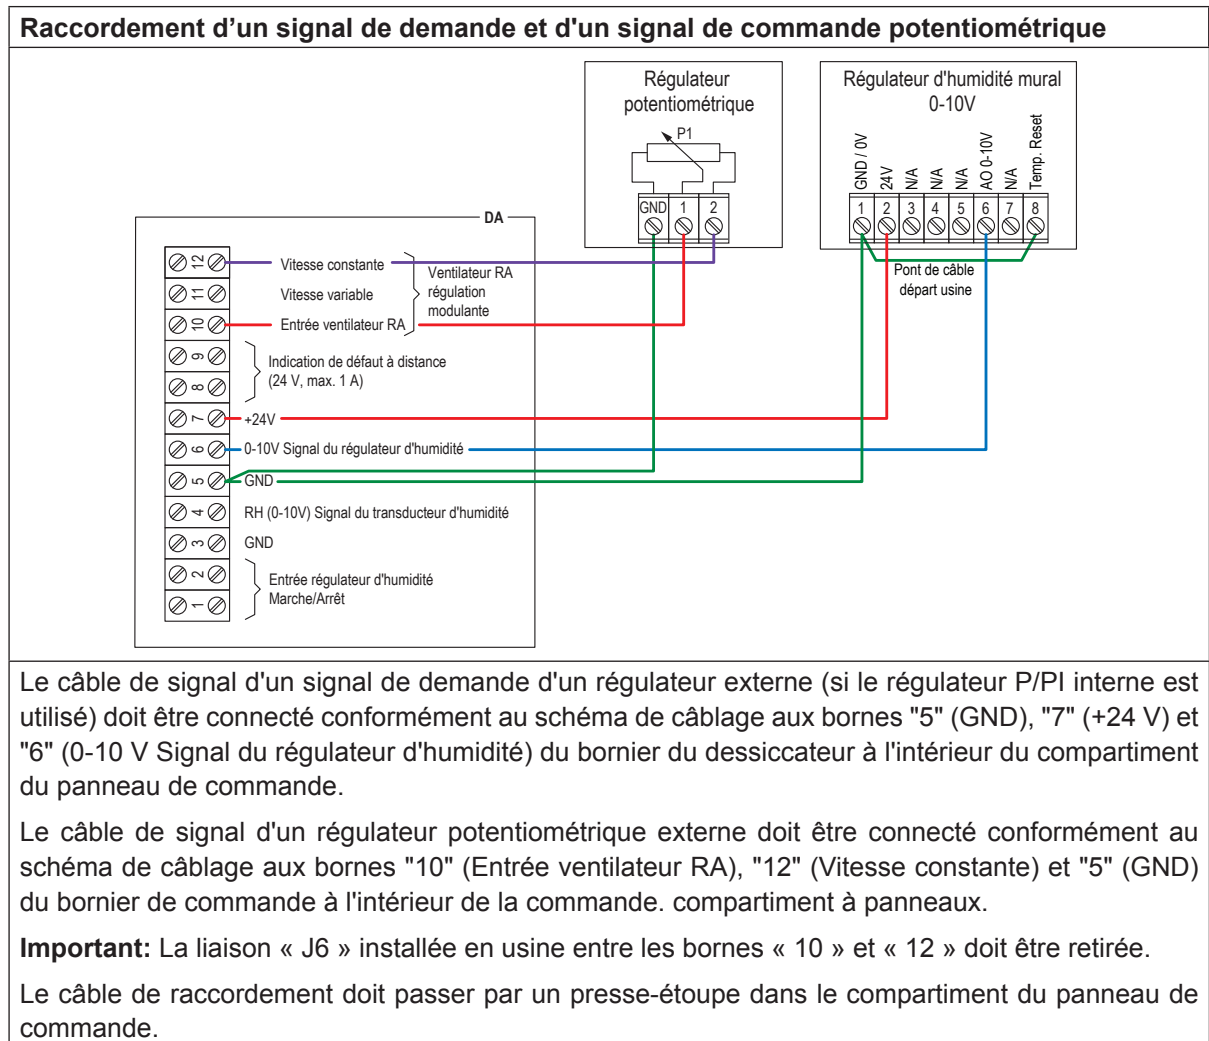 Raccordement d’un signal de demande et d'un signal de commande potentiométrique
Régulateur
potentiométrique
P1
GND 1 2
Régulateur d'humidité mural
0-10V
GND / 0V
24V
N/A
N/A
N/A
AO 0-10V
N/A
Temp. Reset
1 2 3 4 5 6 7 8
Pont de câble
départ usine
DA
12 Vitesse constante
11 Vitesse variable
10 Entrée ventilateur RA
Ventilateur RA
régulation
modulante
9
8
Indication de défaut à distance
(24 V, max. 1 A)
7 +24V
6 0-10V Signal du régulateur d'humidité
5 GND
4 RH (0-10V) Signal du transducteur d'humidité
3 GND
2
1
Entrée régulateur d'humidité
Marche/Arrêt
Le câble de signal d'un signal de demande d'un régulateur externe (si le régulateur P/PI interne est
utilisé) doit être connecté conformément au schéma de câblage aux bornes "5" (GND), "7" (+24 V) et
"6" (0-10 V Signal du régulateur d'humidité) du bornier du dessiccateur à l'intérieur du compartiment
du panneau de commande.
Le câble de signal d'un régulateur potentiométrique externe doit être connecté conformément au
schéma de câblage aux bornes "10" (Entrée ventilateur RA), "12" (Vitesse constante) et "5" (GND)
du bornier de commande à l'intérieur de la commande. compartiment à panneaux.
Important: La liaison « J6 » installée en usine entre les bornes « 10 » et « 12 » doit être retirée.
Le câble de raccordement doit passer par un presse-étoupe dans le compartiment du panneau de
commande.